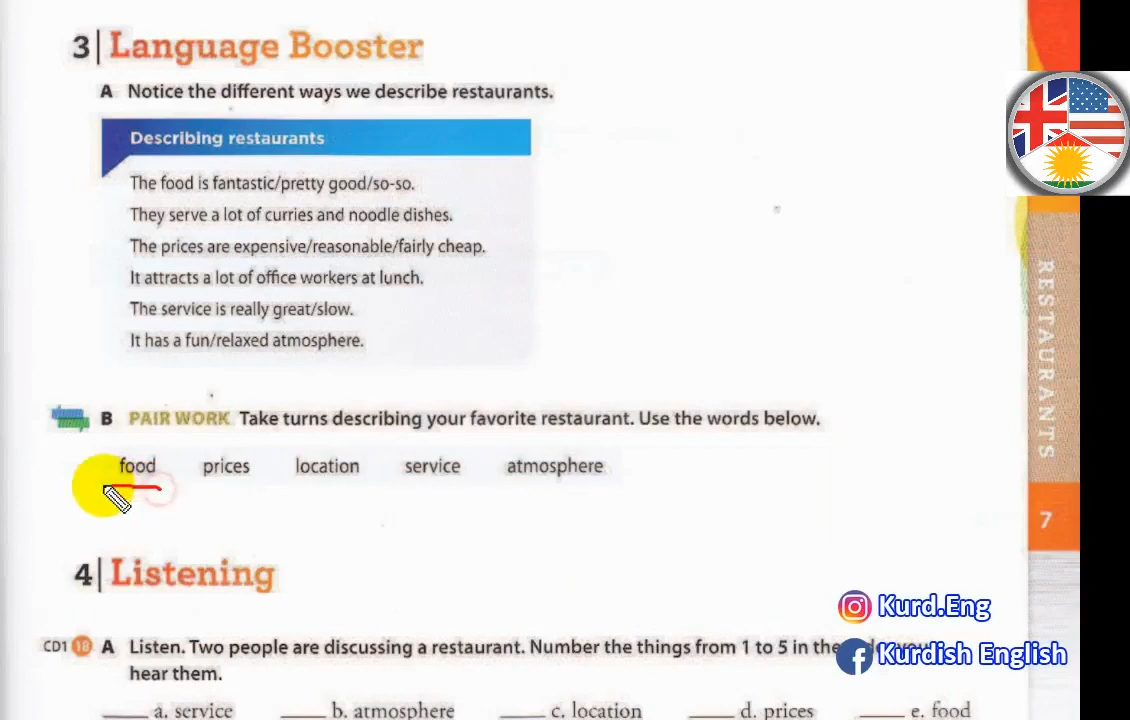 3 Language Booster
A Notice the different ways we describe restaurants.
Describing restaurants
The food is fantastic/pretty good/so-so.
They serve a lot of curries and noodle dishes.
The prices are expensive/reasonable/fairly cheap.
It attracts a lot of office workers at lunch.
The service is really great/slow.
It has a fun/relaxed atmosphere.
B PAIR WORK Take turns describing your favorite restaurant. Use the words below.
food prices location service atmosphere
4 Listening
CD1 18 A Listen. Two people are discussing a restaurant. Number the things from 1 to 5 in the
hear them.
a. service b. atmosphere c. location d. prices e. food
RESTAURANTS
7
Kurd.Eng
Kurdish English